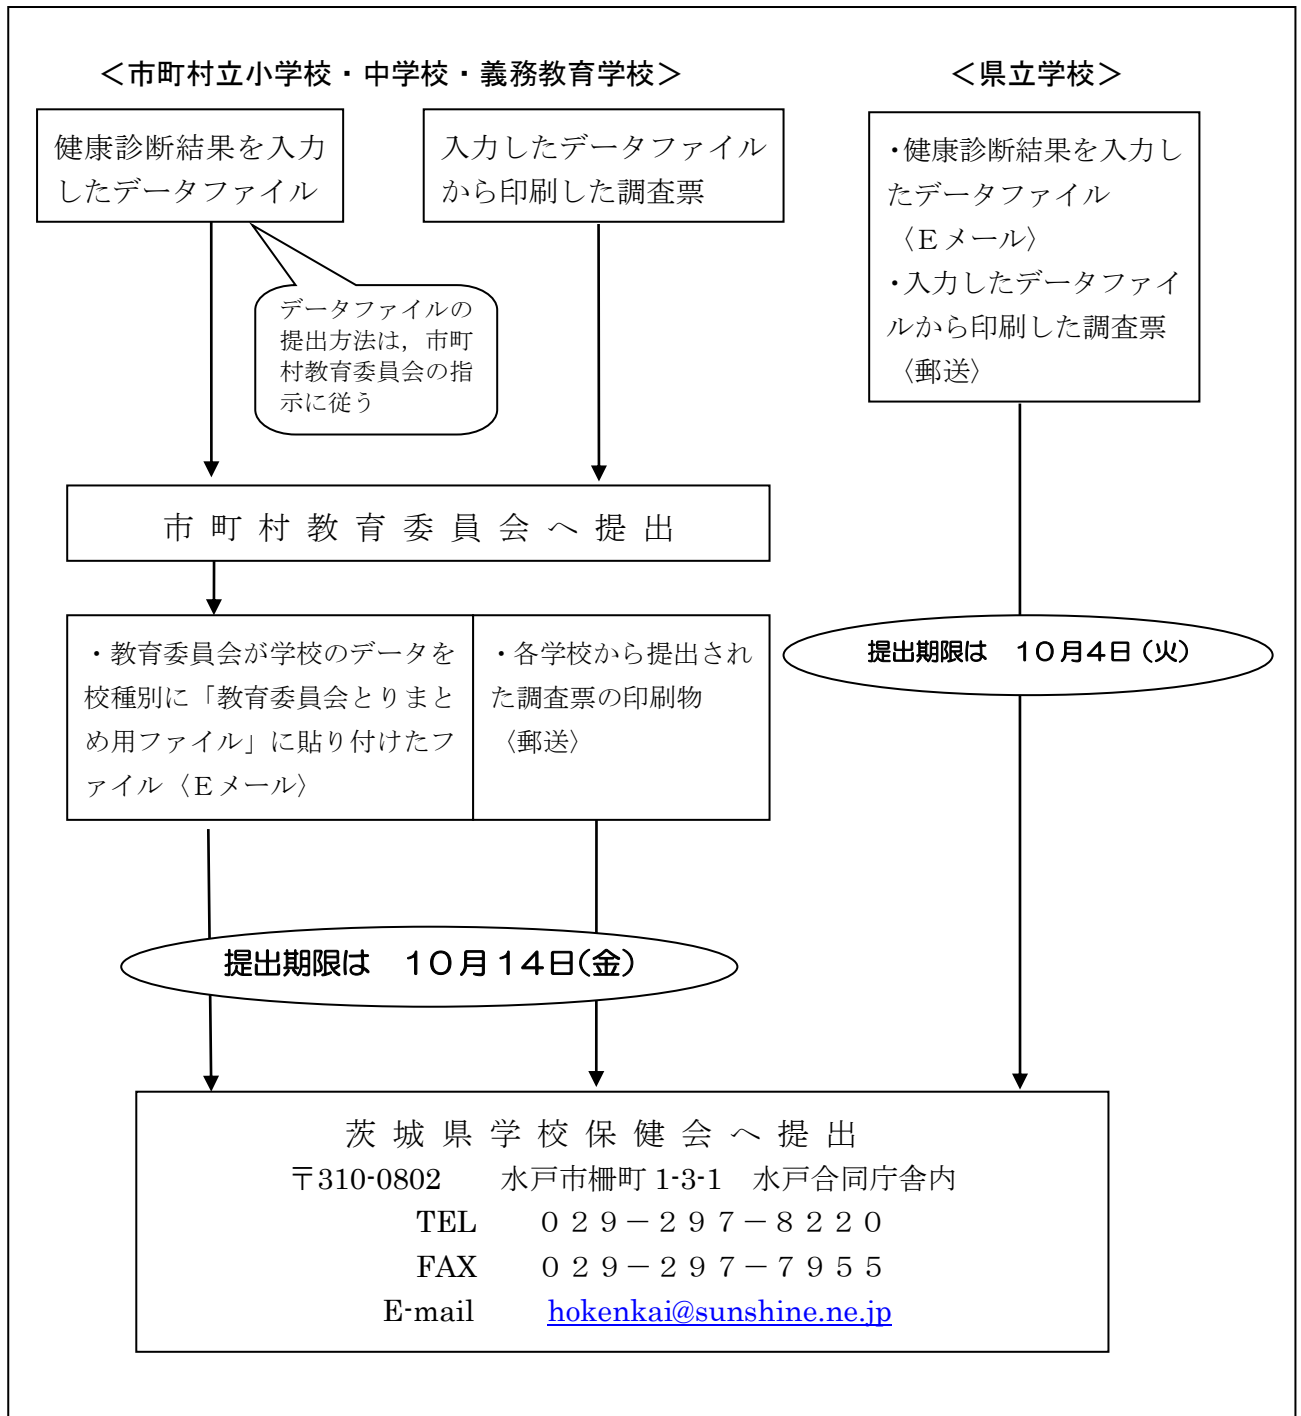 ＜市町村立小学校・中学校・義務教育学校＞
＜県立学校＞
健康診断結果を入力
したデータファイル
入力したデータファイル
から印刷した調査票
・健康診断結果を入力し
たデータファイル
〈Ｅメール〉
・入力したデータファイ
ルから印刷した調査票
〈郵送〉
データファイルの
提出方法は，市町
村教育委員会の指
示に従う
市町村教育委員会へ提出
・教育委員会が学校のデータを
校種別に「教育委員会とりまと
め用ファイル」に貼り付けたフ
ァイル〈Ｅメール〉
・各学校から提出され
た調査票の印刷物
〈郵送〉
提出期限は　１０月４日（火）
提出期限は　１０月１４日(金)
茨城県学校保健会へ提出
〒310-0802　　水戸市柵町 1-3-1　水戸合同庁舎内
TEL　　０２９－２９７－８２２０
FAX　　０２９－２９７－７９５５
E-mail　　hokenkai@sunshine.ne.jp